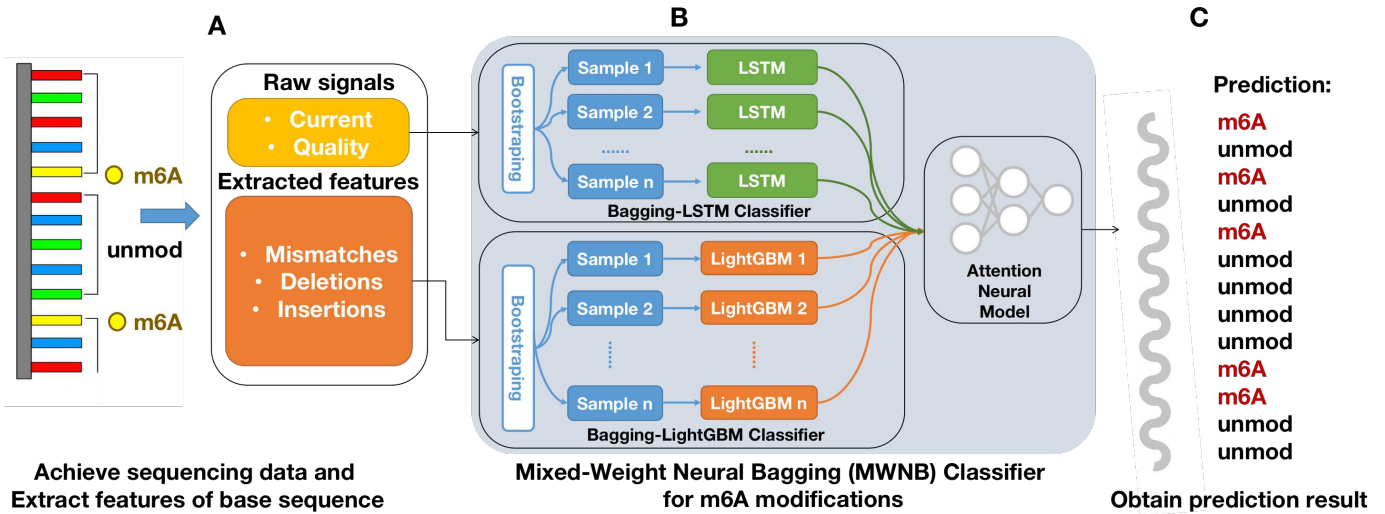 A
B
C
m6A
unmod
m6A
Raw signals
• Current
• Quality
Extracted features
• Mismatches
• Deletions
• Insertions
Achieve sequencing data and
Extract features of base sequence
Bootstraping
Sample 1
LSTM
Sample 2
LSTM
......
......
Sample n
LSTM
Bagging-LSTM Classifier
Bootstraping
Sample 1
LightGBM 1
Sample 2
LightGBM 2
Sample n
LightGBM n
Bagging-LightGBM Classifier
Attention
Neural
Model
Mixed-Weight Neural Bagging (MWNB) Classifier
for m6A modifications
Prediction:
m6A
unmod
m6A
unmod
m6A
unmod
unmod
unmod
unmod
m6A
m6A
unmod
unmod
Obtain prediction result